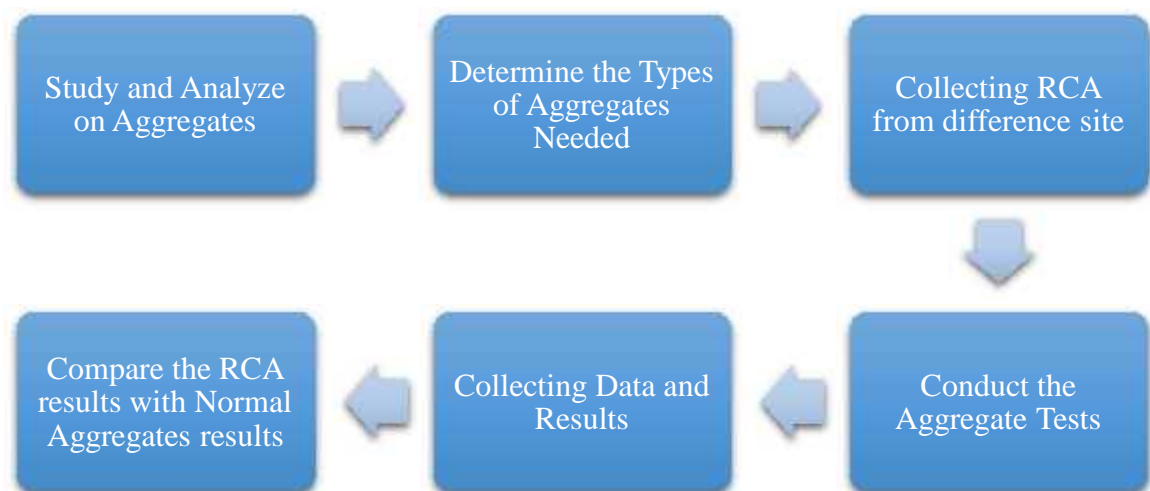 Study and Analyze
on Aggregates
Determine the Types
of Aggregates
Needed
Collecting RCA
from difference site
Conduct the
Aggregate Tests
Collecting Data and
Results
Compare the RCA
results with Normal
Aggregates results